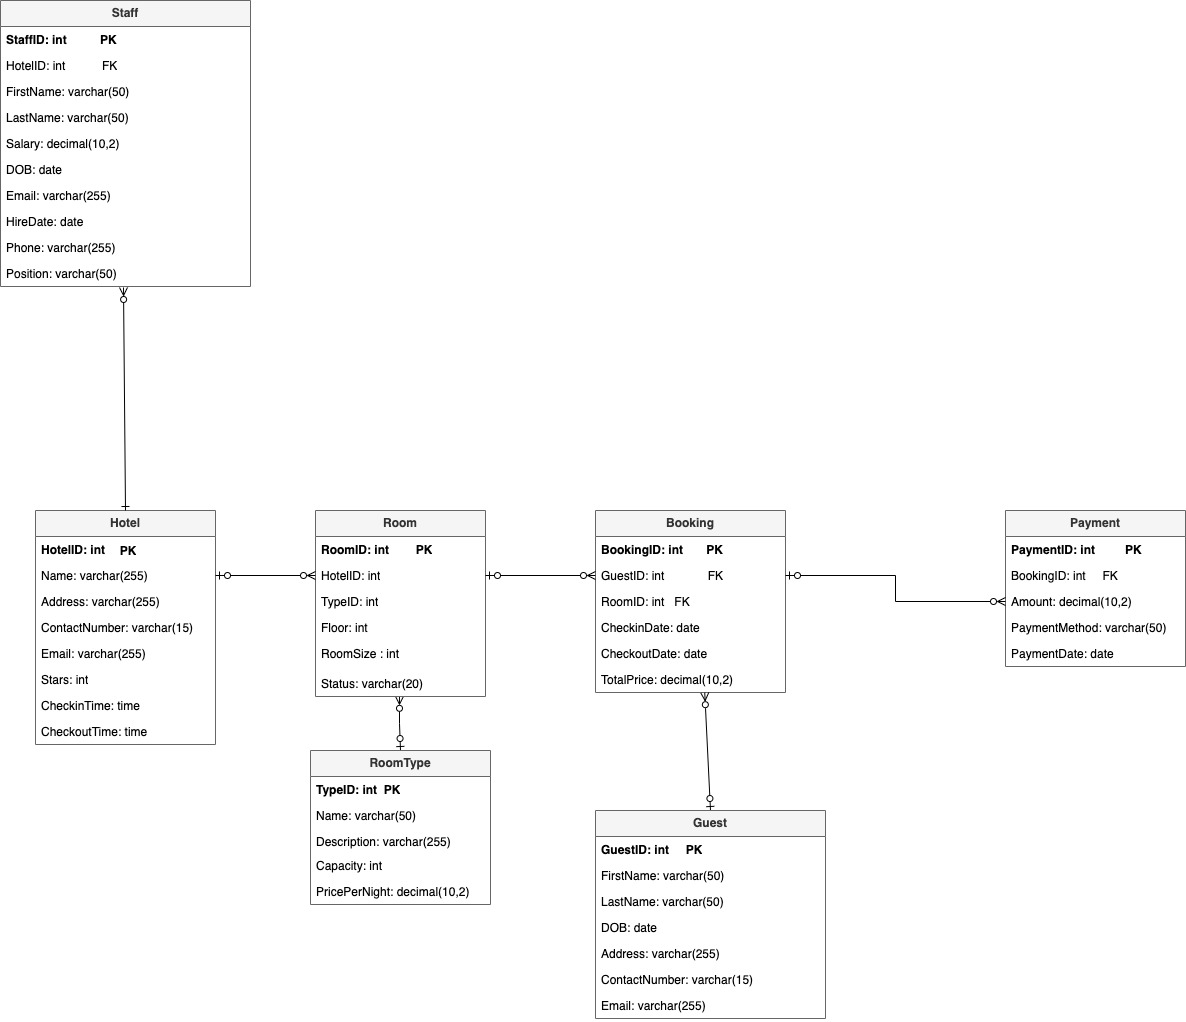 Staff
StaffID: int PK
HotelID: int FK
FirstName: varchar(50)
LastName: varchar(50)
Salary: decimal(10,2)
DOB: date
Email: varchar(255)
HireDate: date
Phone: varchar(255)
Position: varchar(50)
Hotel
HotelID: int PK
Name: varchar(255)
Address: varchar(255)
ContactNumber: varchar(15)
Email: varchar(255)
Stars: int
CheckinTime: time
CheckoutTime: time
Room
RoomID: int PK
HotelID: int
TypeID: int
Floor: int
RoomSize : int
Status: varchar(20)
Booking
BookingID: int PK
GuestID: int FK
RoomID: int FK
CheckinDate: date
CheckoutDate: date
TotalPrice: decimal(10,2)
Payment
PaymentID: int PK
BookingID: int FK
Amount: decimal(10,2)
PaymentMethod: varchar(50)
PaymentDate: date
RoomType
TypeID: int PK
Name: varchar(50)
Description: varchar(255)
Capacity: int
PricePerNight: decimal(10,2)
Guest
GuestID: int PK
FirstName: varchar(50)
LastName: varchar(50)
DOB: date
Address: varchar(255)
ContactNumber: varchar(15)
Email: varchar(255)